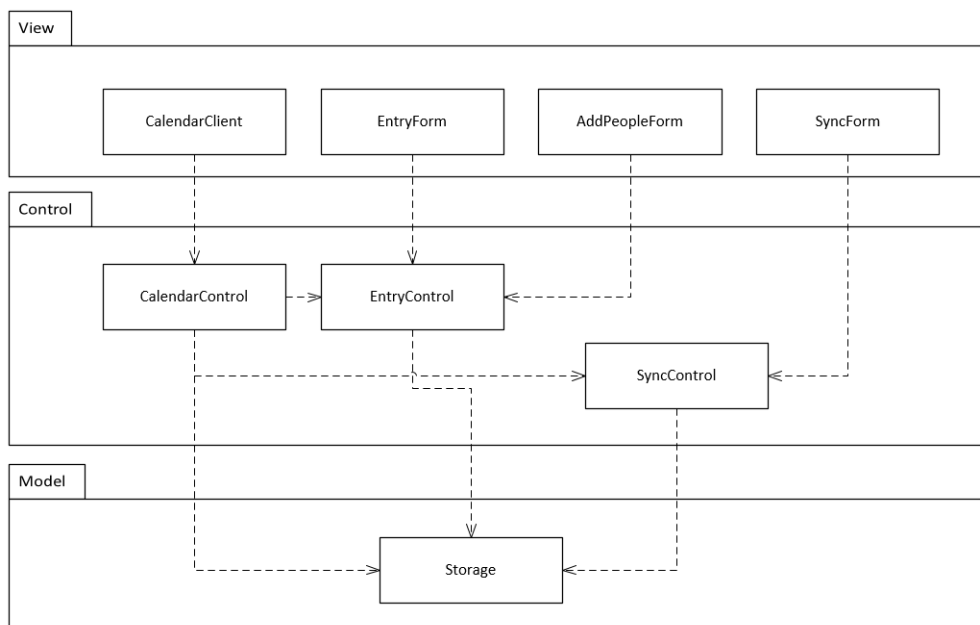 View
CalendarClient
EntryForm
AddPeopleForm
SyncForm
Control
CalendarControl
EntryControl
SyncControl
Model
Storage